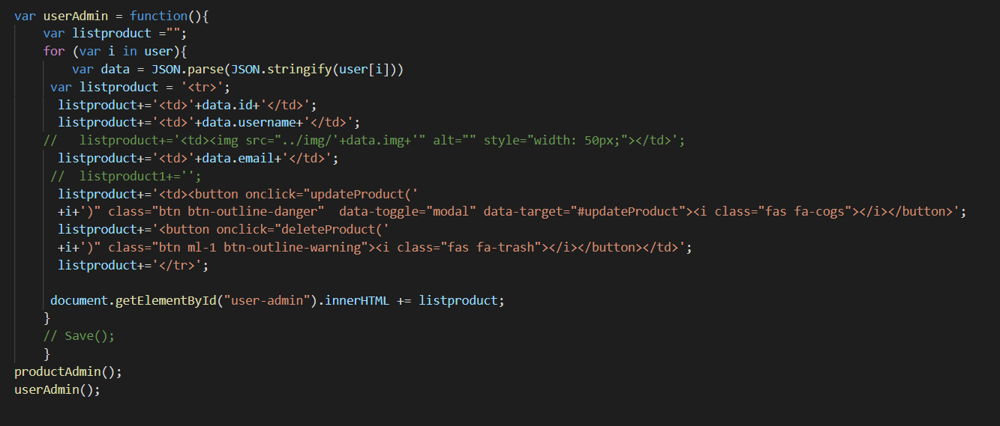 var userAdmin = function(){
    var listproduct ="";
    for (var i in user){
        var data = JSON.parse(JSON.stringify(user[i]))
     var listproduct = '<tr>';
      listproduct+='<td>'+data.id+'</td>';
      listproduct+='<td>'+data.username+'</td>';
    //   listproduct+='<td><img src="../img/'+data.img+'" alt="" style="width: 50px;"></td>';
      listproduct+='<td>'+data.email+'</td>';
     //  listproduct1+='';
      listproduct+='<td><button onclick="updateProduct('
      +i+')" class="btn btn-outline-danger"  data-toggle="modal" data-target="#updateProduct"><i class="fas fa-cogs"></i></button>';
      listproduct+='<button onclick="deleteProduct('
      +i+')" class="btn ml-1 btn-outline-warning"><i class="fas fa-trash"></i></button></td>';
      listproduct+='</tr>';

     document.getElementById("user-admin").innerHTML += listproduct;
    }
    // Save();
    }
productAdmin();
userAdmin();